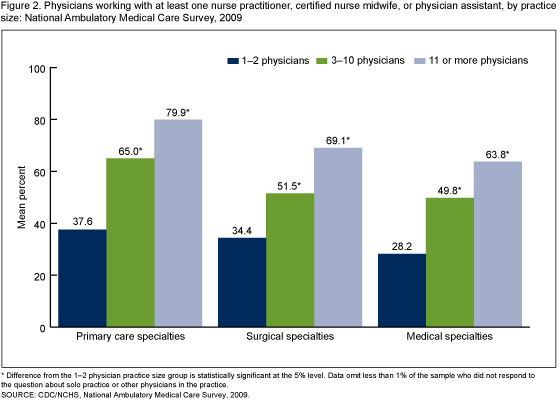 Figure 2. Physicians working with at least one nurse practitioner, certified nurse midwife, or physician assistant, by practice
size: National Ambulatory Medical Care Survey, 2009
1–2 physicians 3–10 physicians 11 or more physicians
100
80
60
40
20
0
Mean percent
37.6
65.0*
79.9*
34.4
51.5*
69.1*
28.2
49.8*
63.8*
Primary care specialties Surgical specialties Medical specialties
* Difference from the 1–2 physician practice size group is statistically significant at the 5% level. Data omit less than 1% of the sample who did not respond to
the question about solo practice or other physicians in the practice.
SOURCE: CDC/NCHS, National Ambulatory Medical Care Survey, 2009.